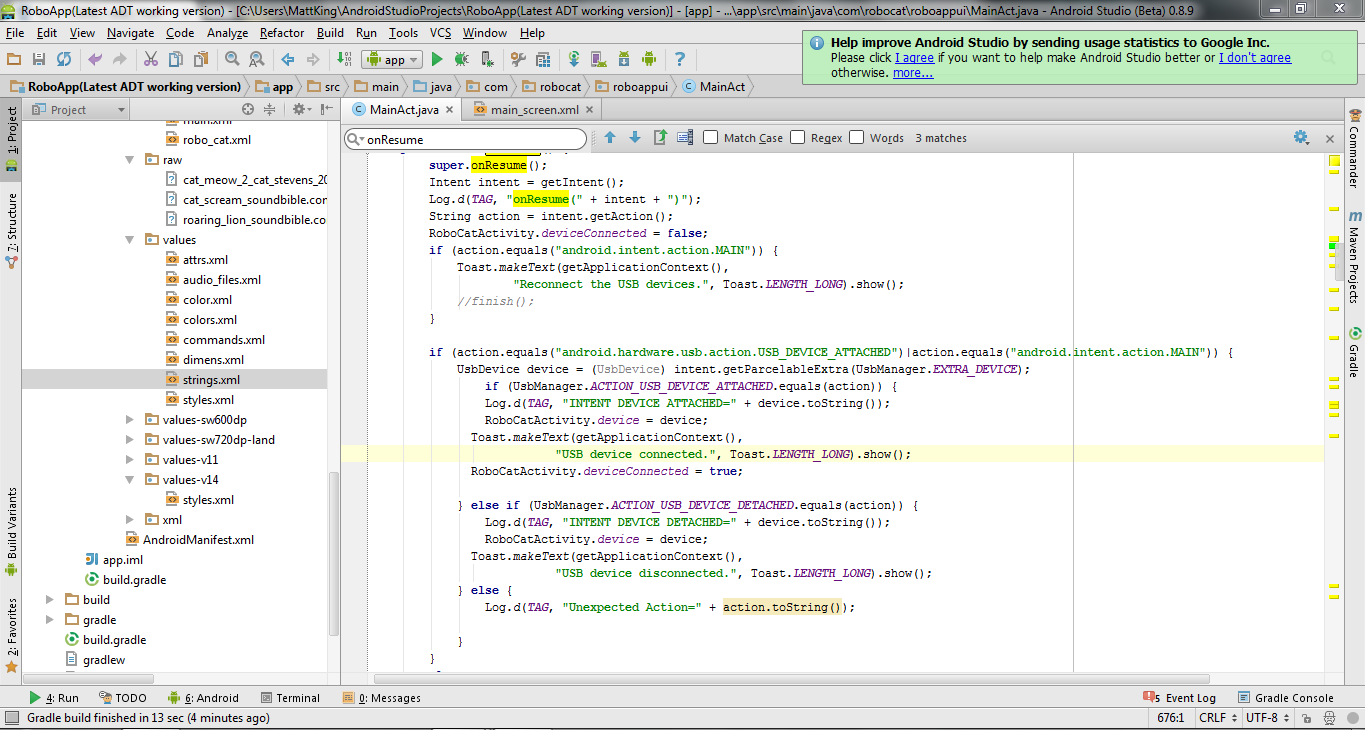 RoboApp(Latest ADT working version) - [C:\Users\MattKing\AndroidStudioProjects\RoboApp(Latest ADT working version)] - [app] - ...\app\src\main\java\com\robocat\roboappui\MainAct.java - Android Studio (Beta) 0.8.9
File Edit View Navigate Code Analyze Refactor Build Run Tools VCS Window Help
Help improve Android Studio by sending usage statistics to Google Inc.
Please click I agree if you want to help make Android Studio better or I don't agree
otherwise. more...
app
RoboApp(Latest ADT working version) app src main java com robocat roboappui MainAct
Project
MainAct.java main_screen.xml
onResume
Match Case Regex Words 3 matches
1: Project
7: Structure
Build Variants
2: Favorites
main.xml
robo_cat.xml
raw
cat_meow_2_cat_stevens_20
cat_scream_soundbible.con
roaring_lion_soundbible.co
values
attrs.xml
audio_files.xml
color.xml
colors.xml
commands.xml
dimens.xml
strings.xml
styles.xml
values-sw600dp
values-sw720dp-land
values-v11
values-v14
styles.xml
xml
AndroidManifest.xml
app.iml
build.gradle
build
gradle
build.gradle
gradlew
super.onResume();
Intent intent = getIntent();
Log.d(TAG, "onResume(" + intent + ")");
String action = intent.getAction();
RoboCatActivity.deviceConnected = false;
if (action.equals("android.intent.action.MAIN")) {
Toast.makeText(getApplicationContext(),
"Reconnect the USB devices.", Toast.LENGTH_LONG).show();
//finish();
}
if (action.equals("android.hardware.usb.action.USB_DEVICE_ATTACHED")|action.equals("android.intent.action.MAIN")) {
UsbDevice device = (UsbDevice) intent.getParcelableExtra(UsbManager.EXTRA_DEVICE);
if (UsbManager.ACTION_USB_DEVICE_ATTACHED.equals(action)) {
Log.d(TAG, "INTENT DEVICE ATTACHED=" + device.toString());
RoboCatActivity.device = device;
Toast.makeText(getApplicationContext(),
"USB device connected.", Toast.LENGTH_LONG).show();
RoboCatActivity.deviceConnected = true;
} else if (UsbManager.ACTION_USB_DEVICE_DETACHED.equals(action)) {
Log.d(TAG, "INTENT DEVICE DETACHED=" + device.toString());
RoboCatActivity.device = device;
Toast.makeText(getApplicationContext(),
"USB device disconnected.", Toast.LENGTH_LONG).show();
} else {
Log.d(TAG, "Unexpected Action=" + action.toString());
}
}
Commander
Maven Projects
Gradle
4: Run TODO 6: Android Terminal 0: Messages 5 Event Log Gradle Console
Gradle build finished in 13 sec (4 minutes ago) 676:1 CRLF UTF-8